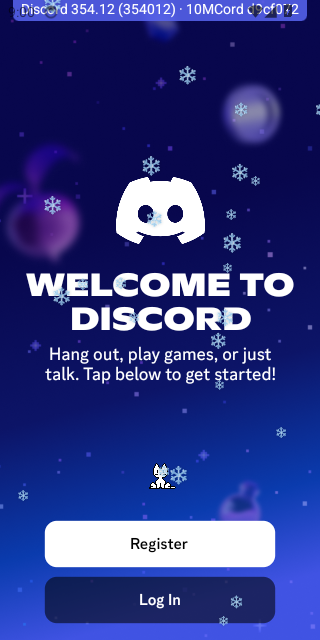 Discord 354.12 (354012) · 10MCord d9cf072
WELCOME TO
DISCORD
Hang out, play games, or just
talk. Tap below to get started!
Register
Log In